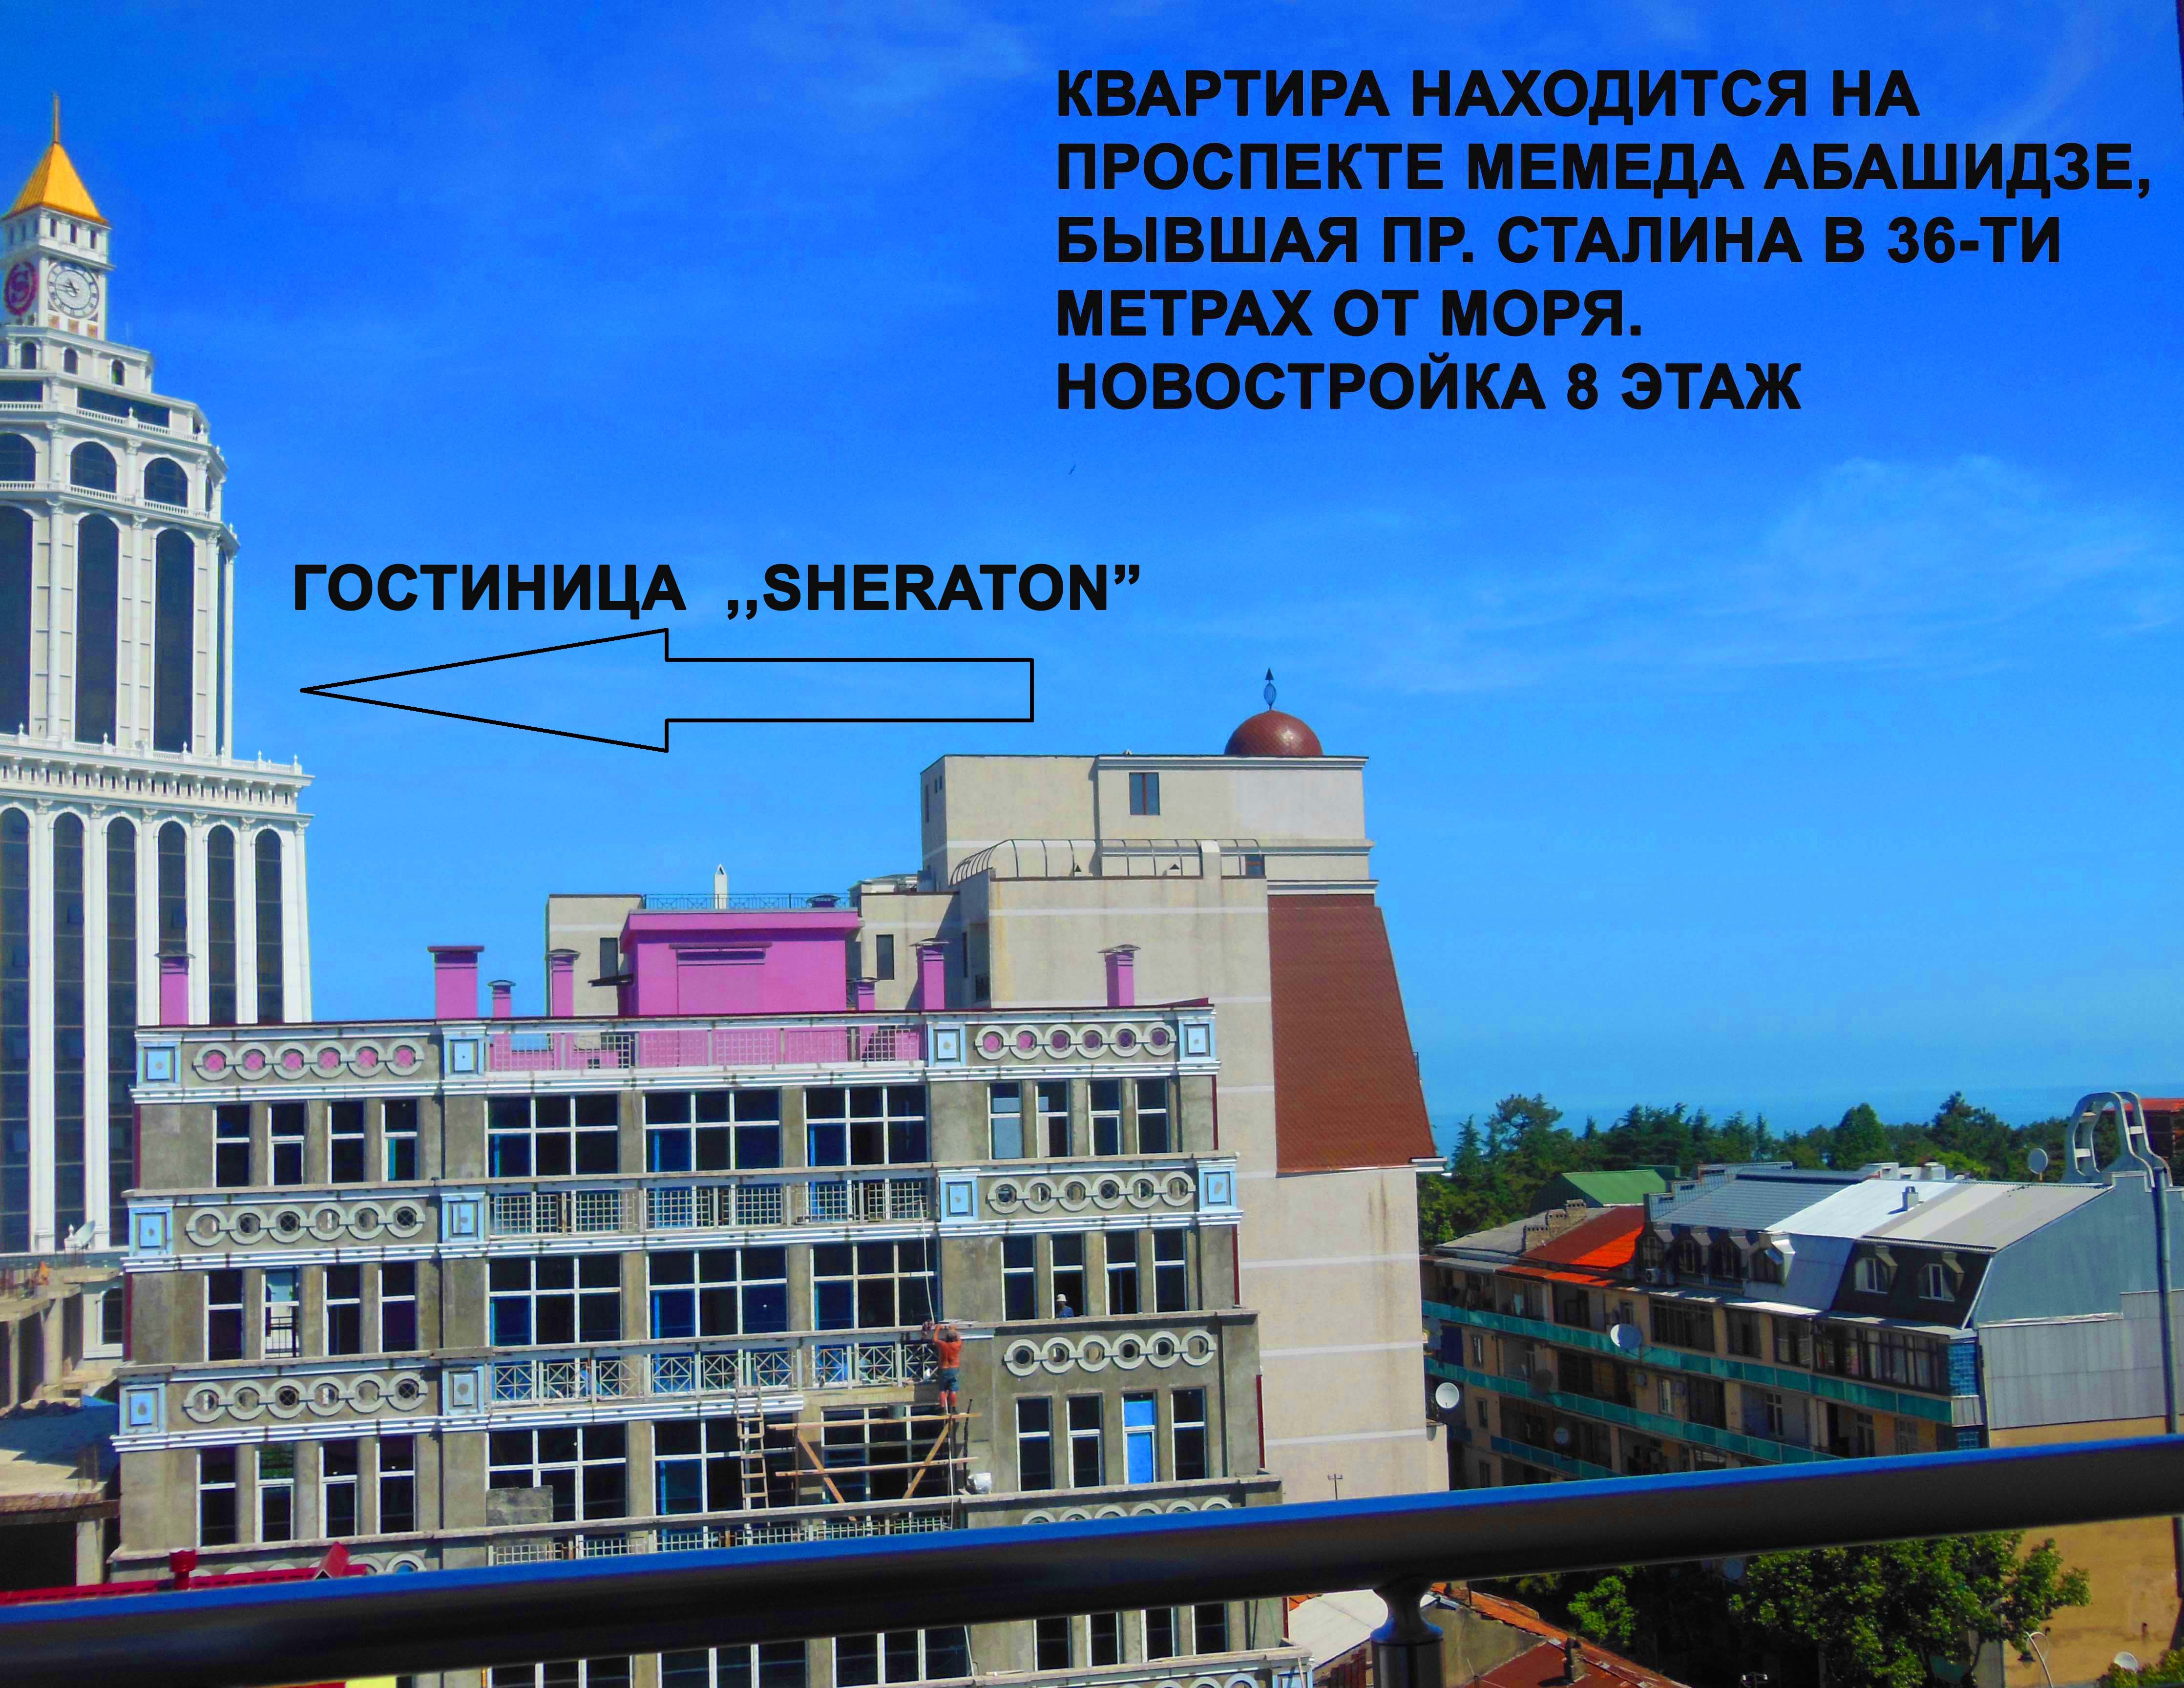 КВАРТИРА НАХОДИТСЯ НА
ПРОСПЕКТЕ МЕМЕДА АБАШИДЗЕ,
БЫВШАЯ ПР. СТАЛИНА В 36-ТИ
МЕТРАХ ОТ МОРЯ.
НОВОСТРОЙКА 8 ЭТАЖ
ГОСТИНИЦА ,,SHERATON”